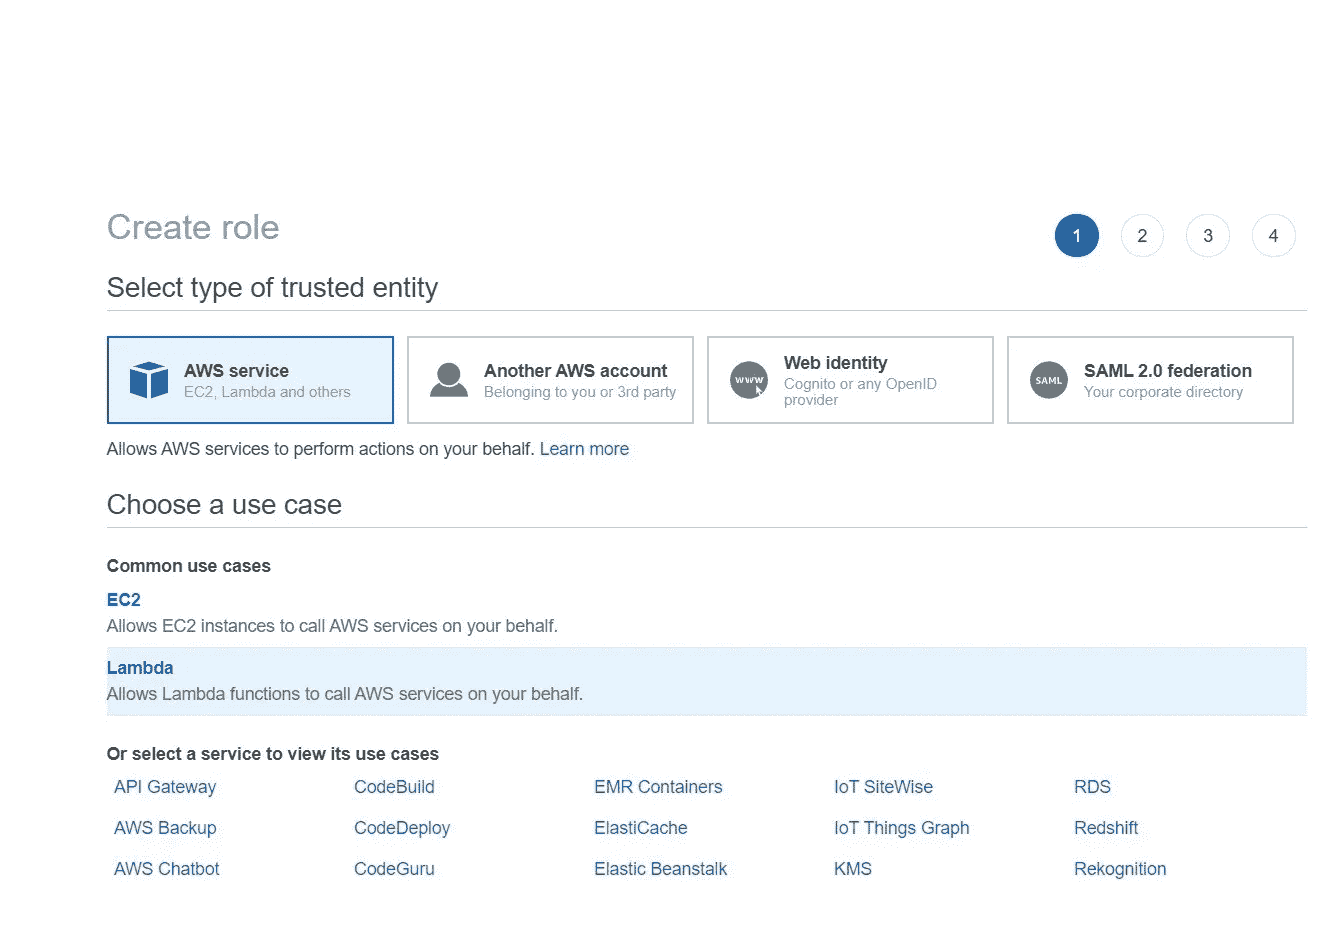 Create role
1 2 3 4
Select type of trusted entity
AWS service
EC2, Lambda and others
Another AWS account
Belonging to you or 3rd party
www
Web identity
Cognito or any OpenID
provider
SAML
SAML 2.0 federation
Your corporate directory
Allows AWS services to perform actions on your behalf. Learn more
Choose a use case
Common use cases
EC2
Allows EC2 instances to call AWS services on your behalf.
Lambda
Allows Lambda functions to call AWS services on your behalf.
Or select a service to view its use cases
API Gateway CodeBuild EMR Containers IoT SiteWise RDS
AWS Backup CodeDeploy ElastiCache IoT Things Graph Redshift
AWS Chatbot CodeGuru Elastic Beanstalk KMS Rekognition